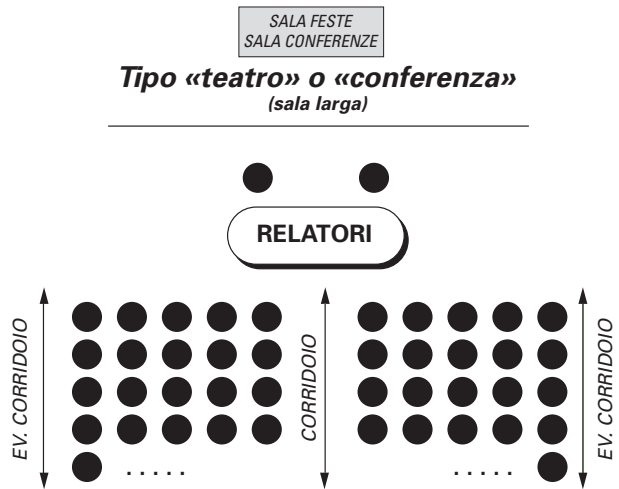 SALA FESTE
SALA CONFERENZE
Tipo «teatro» o «conferenza»
(sala larga)
RELATORI
EV. CORRIDOIO
CORRIDOIO
EV. CORRIDOIO
. . . . .
. . . . .